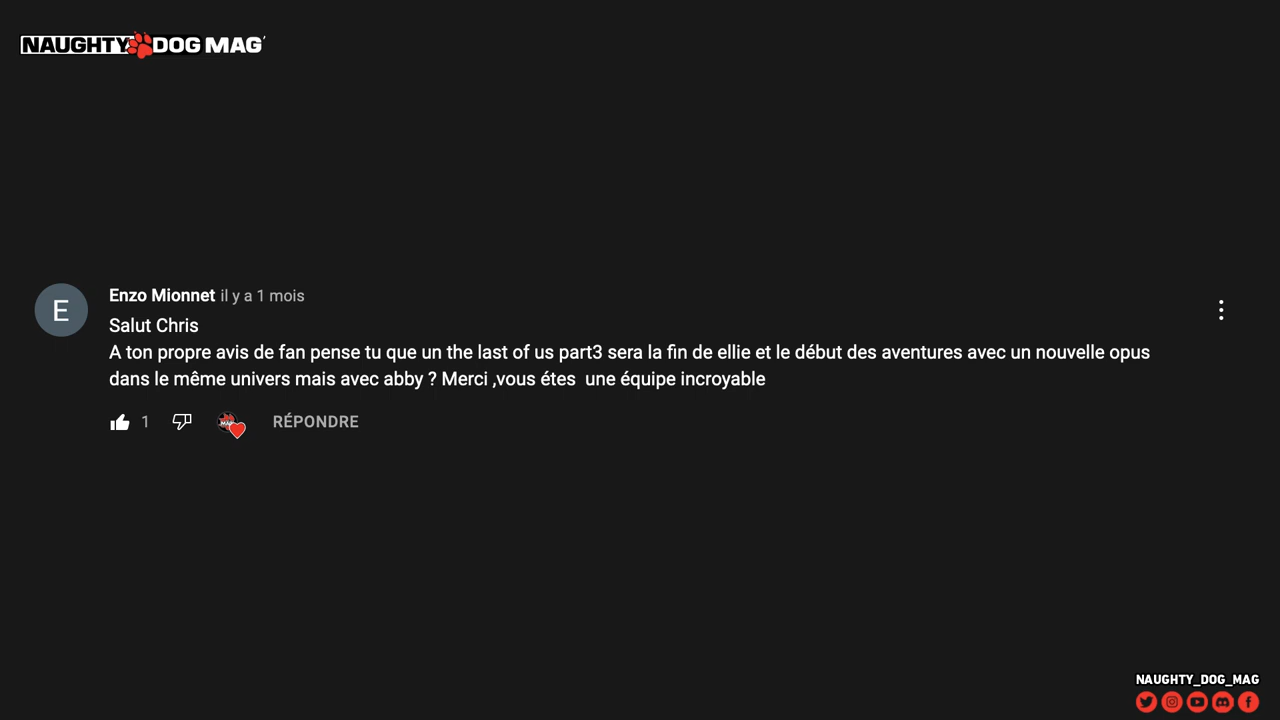 NAUGHTY DOG MAG'
E
Enzo Mionnet il y a 1 mois
Salut Chris
A ton propre avis de fan pense tu que un the last of us part3 sera la fin de ellie et le début des aventures avec un nouvelle opus
dans le même univers mais avec abby ? Merci ,vous étes  une équipe incroyable
1
MAG
RÉPONDRE
NAUGHTY_DOG_MAG